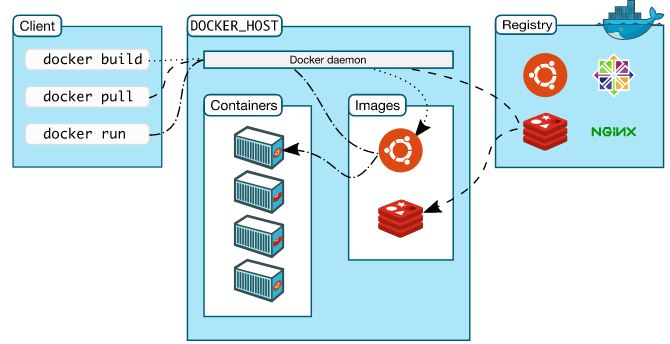 Client
docker build
docker pull
docker run
DOCKER_HOST
Docker daemon
Containers
Images
Registry
NGiNX